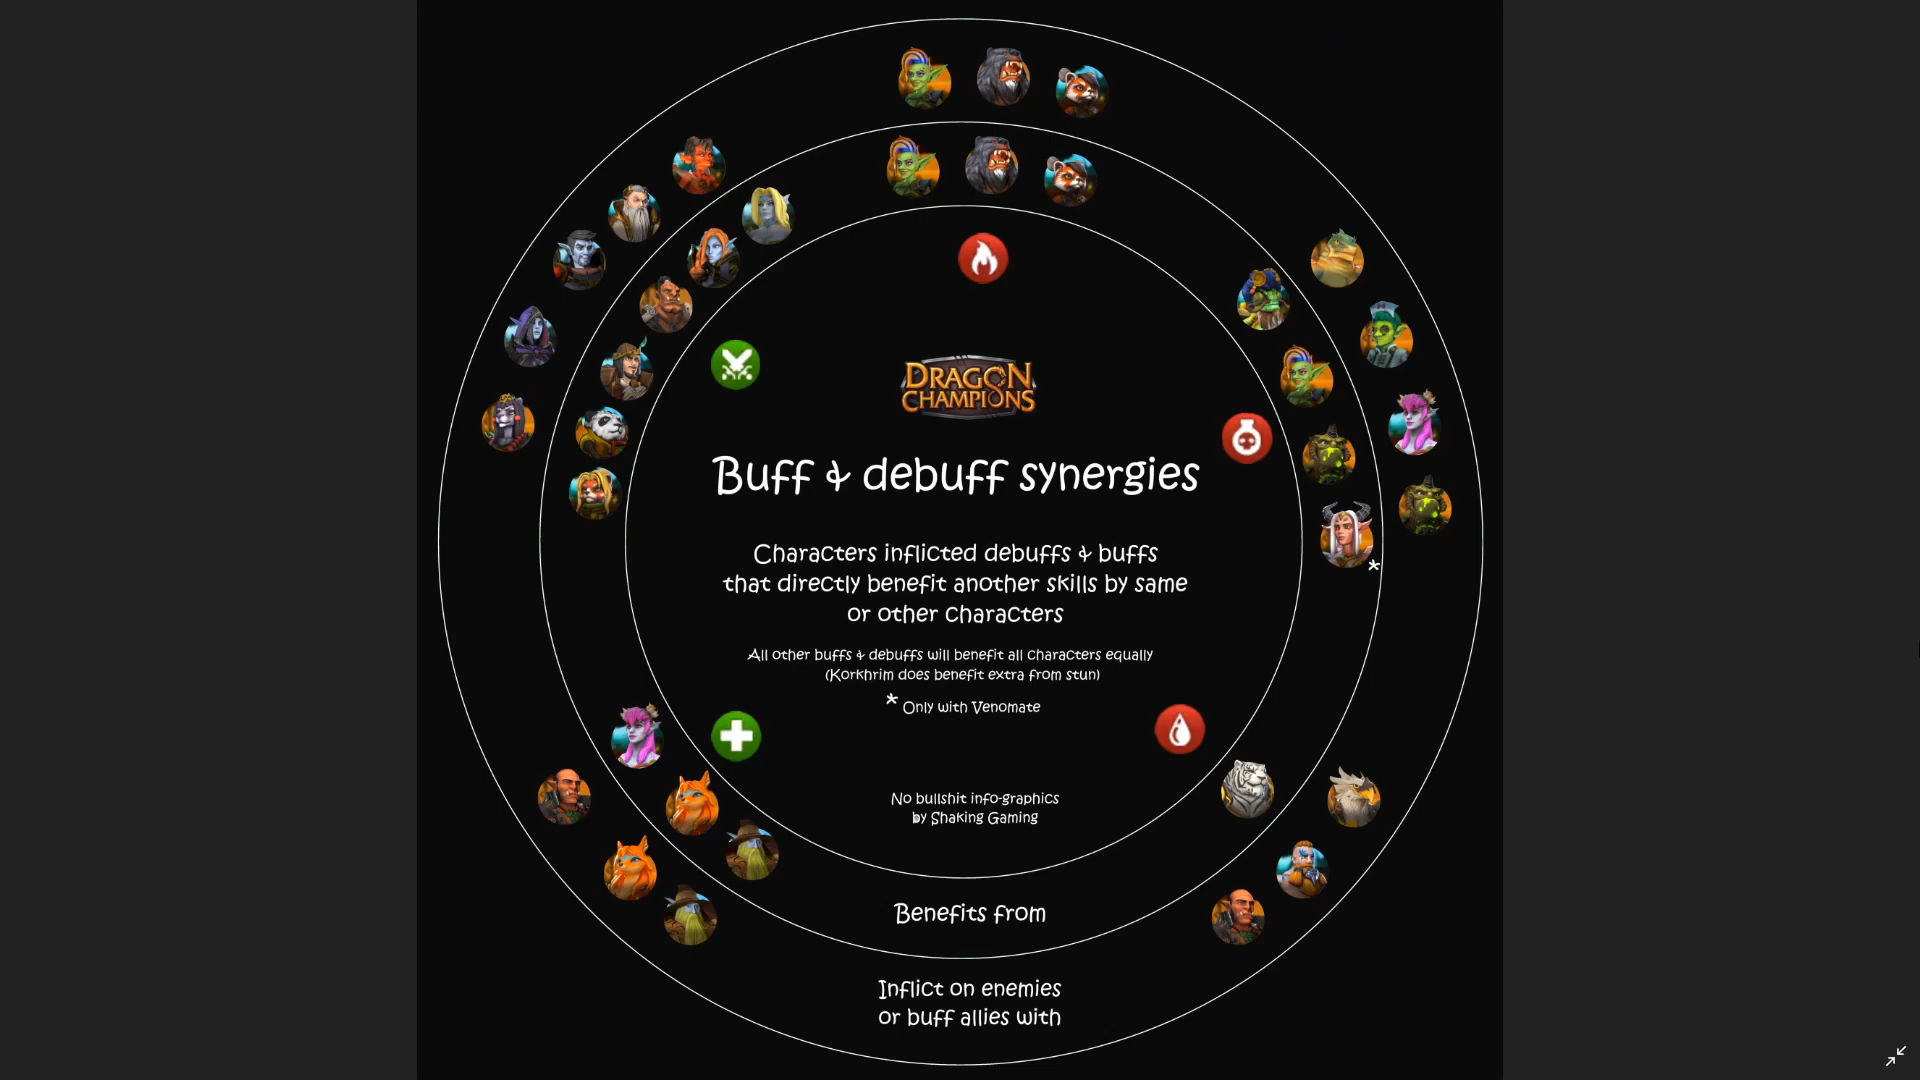 DRAGON
CHAMPIONS
Buff & debuff synergies
Characters inflicted debuffs & buffs
that directly benefit another skills by same
or other characters
All other buffs & debuffs will benefit all characters equally
(Korkhrim does benefit extra from stun)
* Only with Venomate
*
No bullshit info-graphics
by Shaking Gaming
Benefits from
Inflict on enemies
or buff allies with